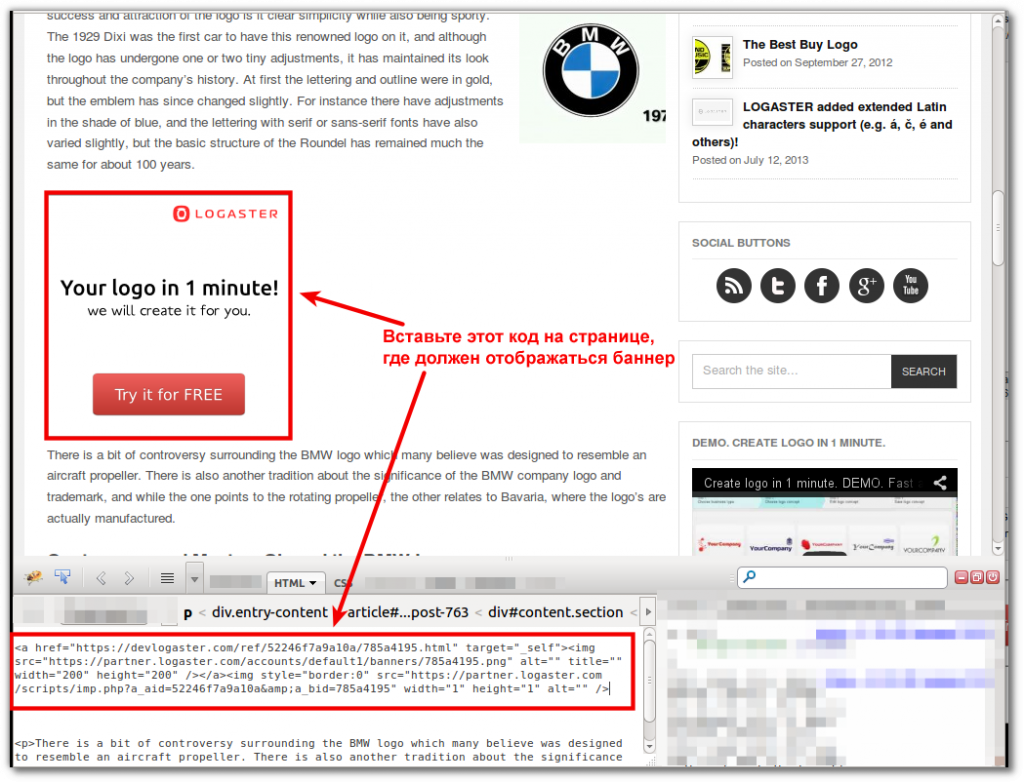 success and attraction of the logo is it clear simplicity while also being sporty.
The 1929 Dixi was the first car to have this renowned logo on it, and although
the logo has undergone one or two tiny adjustments, it has maintained its look
throughout the company's history. At first the lettering and outline were in gold,
but the emblem has since changed slightly. For instance there have adjustments
in the shade of blue, and the lettering with serif or sans-serif fonts have also
varied slightly, but the basic structure of the Roundel has remained much the
same for about 100 years.
BMW
197
The Best Buy Logo
Posted on September 27, 2012
LOGASTER added extended Latin
characters support (e.g. á, č, é and
others)!
Posted on July 12, 2013
LOGASTER
Your logo in 1 minute!
we will create it for you.
Try it for FREE
Вставьте этот код на странице,
где должен отображаться баннер
SOCIAL BUTTONS
t
f
g+
You
Tube
Search the site...
SEARCH
There is a bit of controversy surrounding the BMW logo which many believe was designed to resemble an
aircraft propeller. There is also another tradition about the significance of the BMW company logo and
trademark, and while the one points to the rotating propeller, the other relates to Bavaria, where the logo's are
actually manufactured.
DEMO. CREATE LOGO IN 1 MINUTE.
Create logo in 1 minute. DEMO. Fast
YourCompany
YourCompany
YourCompany
YOURCOMPANY
HTML
CSS
p < div.entry-content article#...post-763 < div#content.section <
<a href="https://devlogaster.com/ref/52246f7a9a10a/785a4195.html" target="_self"><img
src="https://partner.logaster.com/accounts/default1/banners/785a4195.png" alt="" title=""
width="200" height="200" /></a><img style="border:0" src="https://partner.logaster.com
/scripts/imp.php?a_aid=52246f7a9a10a&amp;a_bid=785a4195" width="1" height="1" alt="" />
<p>There is a bit of controversy surrounding the BMW logo which many believe was designed
to resemble an aircraft propeller. There is also another tradition about the significance